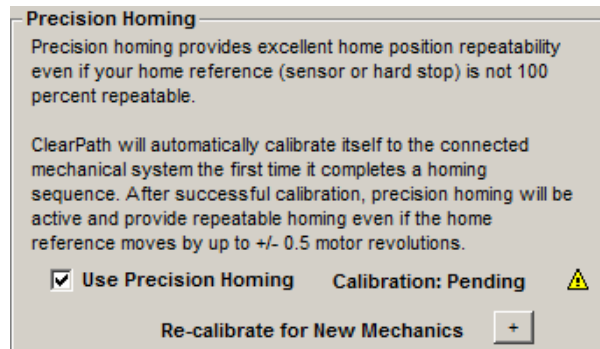 Precision Homing
Precision homing provides excellent home position repeatability
even if your home reference (sensor or hard stop) is not 100
percent repeatable.
ClearPath will automatically calibrate itself to the connected
mechanical system the first time it completes a homing
sequence. After successful calibration, precision homing will be
active and provide repeatable homing even if the home
reference moves by up to +/- 0.5 motor revolutions.
Use Precision Homing Calibration: Pending
Re-calibrate for New Mechanics +